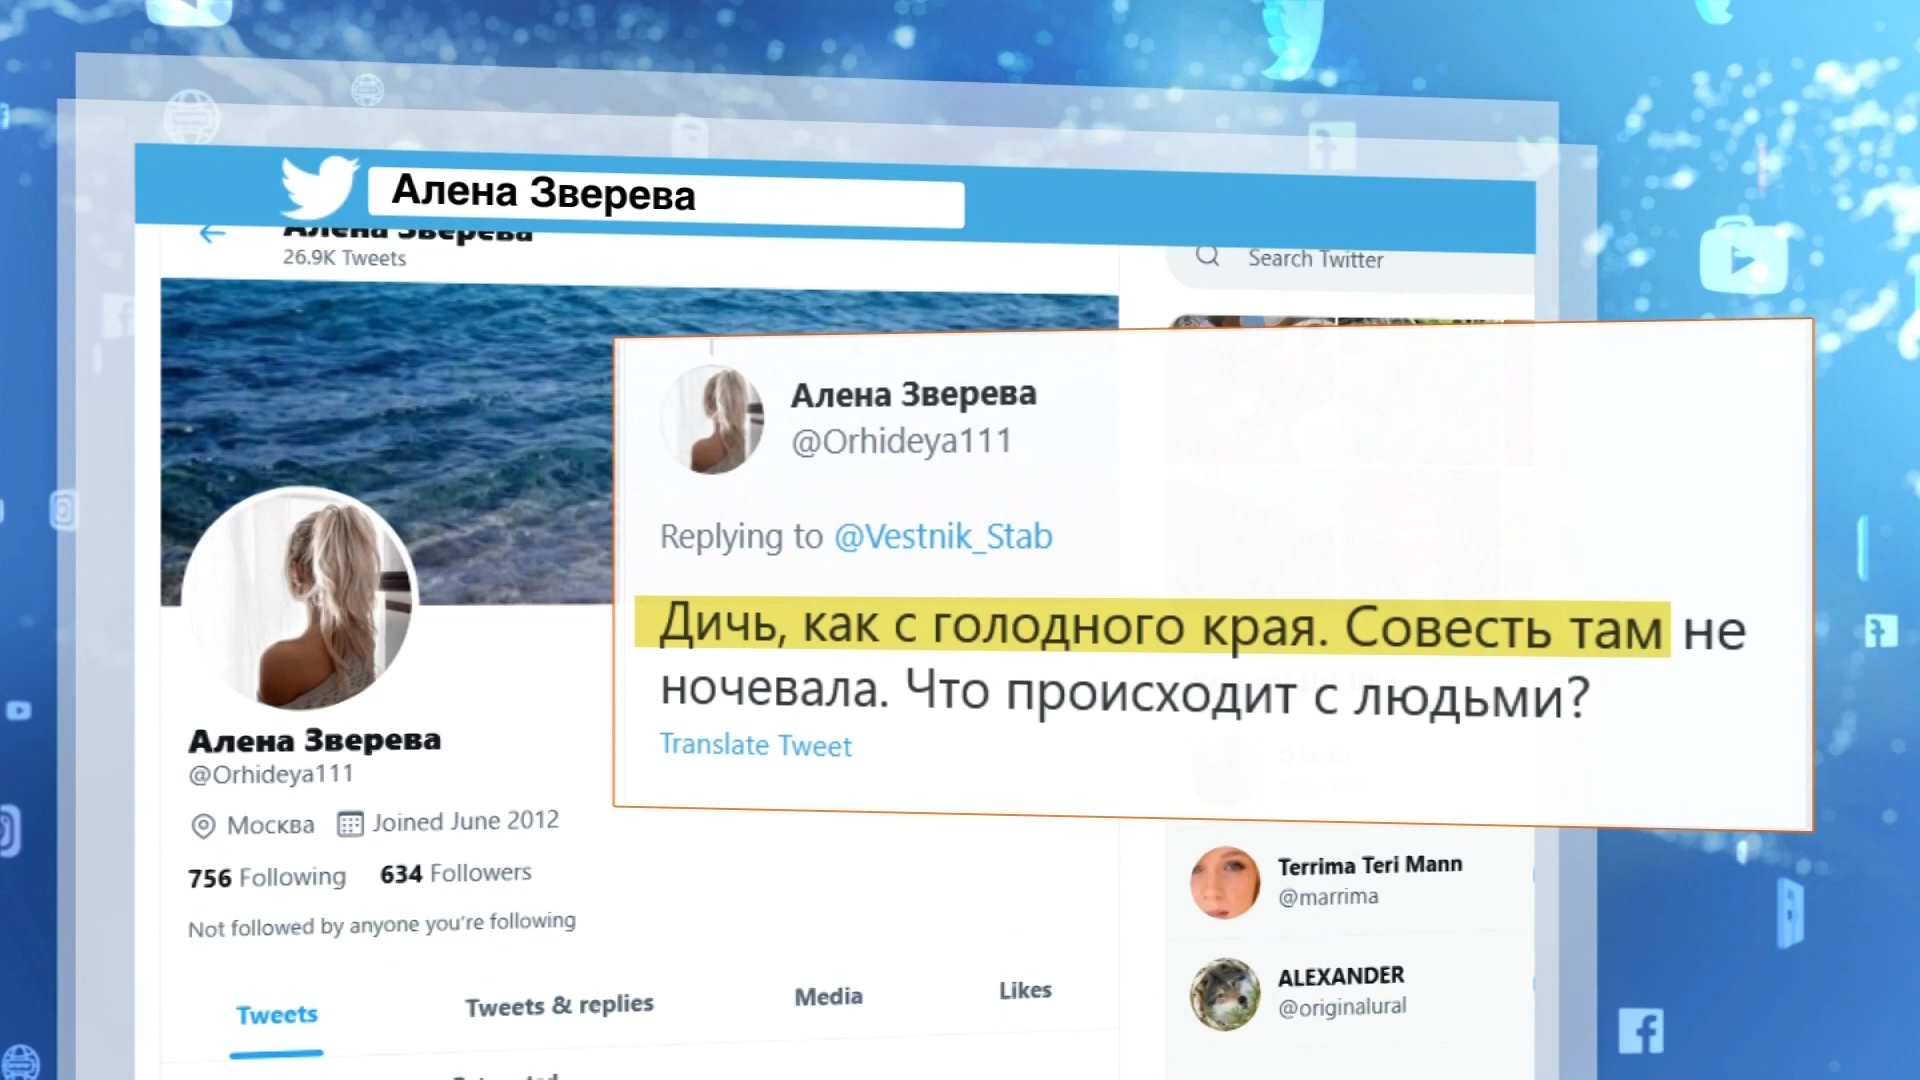 Алена Зверева
Алена Зверева
26.9K Tweets
Search Twitter
Алена Зверева
@Orhideya111
Replying to @Vestnik_Stab
Дичь, как с голодного края. Совесть там не
ночевала. Что происходит с людьми?
Translate Tweet
Алена Зверева
@Orhideya111
Москва Joined June 2012
756 Following 634 Followers
Not followed by anyone you're following
Tweets Tweets & replies Media Likes
Terrima Teri Mann
@marrima
ALEXANDER
@originalural